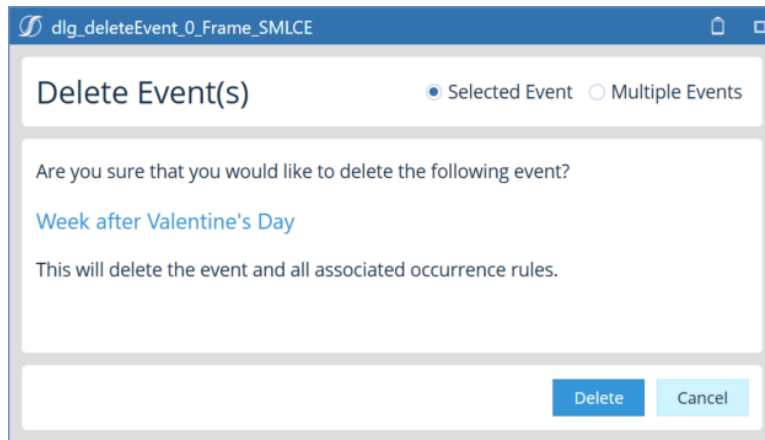 dlg_deleteEvent_0_Frame_SMLCE
Delete Event(s)
Selected Event
Multiple Events
Are you sure that you would like to delete the following event?
Week after Valentine's Day
This will delete the event and all associated occurrence rules.
Delete
Cancel